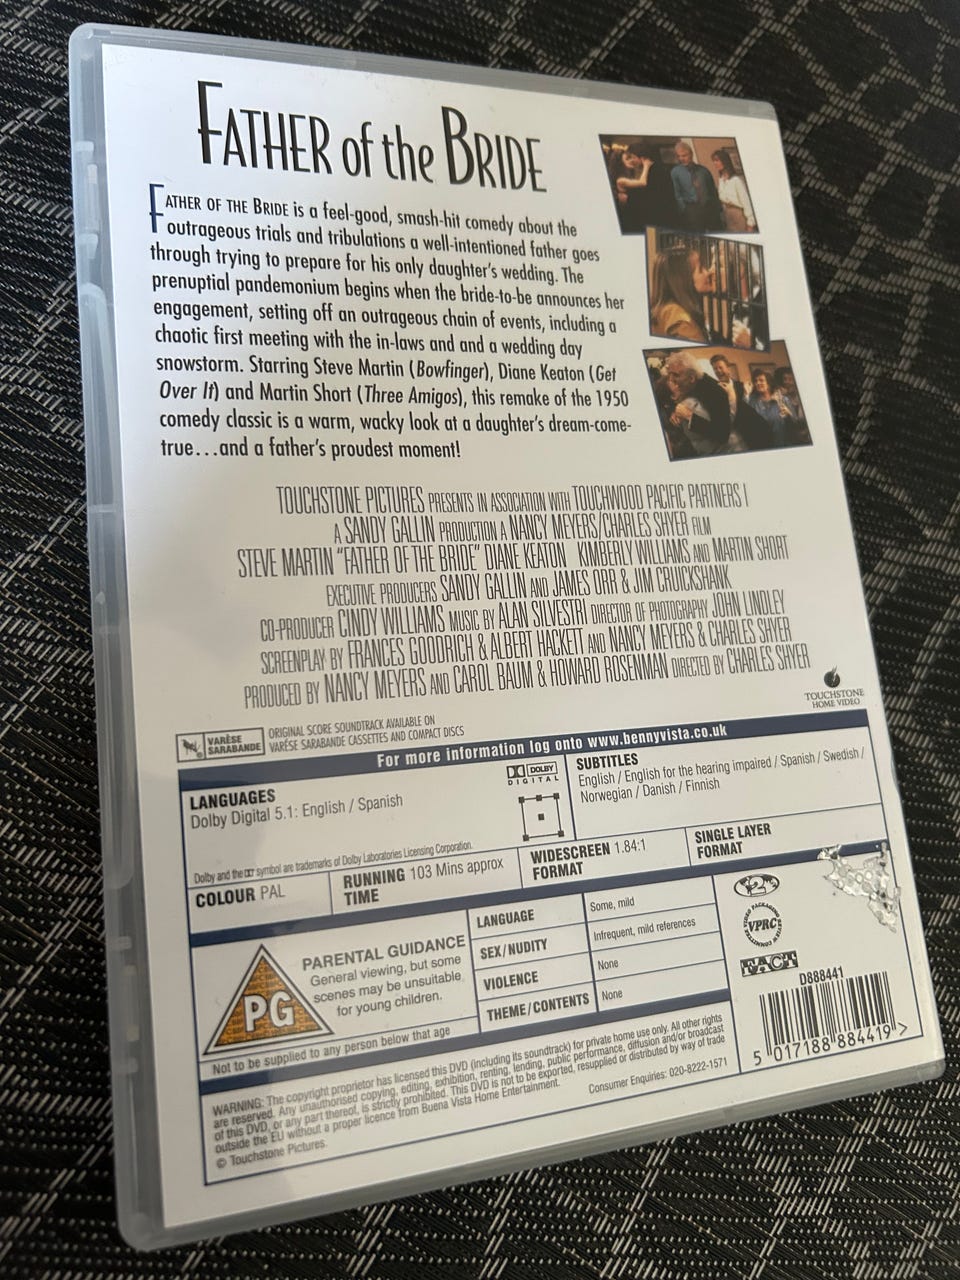 FATHER of the BRIDE
FATHER OF THE BRIDE is a feel-good, smash-hit comedy about the
outrageous trials and tribulations a well-intentioned father goes
through trying to prepare for his only daughter's wedding. The
prenuptial pandemonium begins when the bride-to-be announces her
engagement, setting off an outrageous chain of events, including a
chaotic first meeting with the in-laws and and a wedding day
snowstorm. Starring Steve Martin (Bowfinger), Diane Keaton (Get
Over It) and Martin Short (Three Amigos), this remake of the 1950
comedy classic is a warm, wacky look at a daughter's dream-come-
true...and a father's proudest moment!
TOUCHSTONE PICTURES PRESENTS IN ASSOCIATION WITH TOUCHWOOD PACIFIC PARTNERS I
A SANDY GALLIN PRODUCTION A NANCY MEYERS/CHARLES SHYER FILM
STEVE MARTIN "FATHER OF THE BRIDE" DIANE KEATON KIMBERLY WILLIAMS AND MARTIN SHORT
EXECUTIVE PRODUCERS SANDY GALLIN AND JAMES ORR & JIM CRUICKSHANK
CO-PRODUCER CINDY WILLIAMS MUSIC BY ALAN SILVESTRI DIRECTOR OF PHOTOGRAPHY JOHN LINDLEY
SCREENPLAY BY FRANCES GOODRICH & ALBERT HACKETT AND NANCY MEYERS & CHARLES SHYER
PRODUCED BY NANCY MEYERS AND CAROL BAUM & HOWARD ROSENMAN DIRECTED BY CHARLES SHYER
TOUCHSTONE
HOME VIDEO
VARÈSE
SARABANDE
ORIGINAL SCORE SOUNDTRACK AVAILABLE ON
VARÈSE SARABANDE CASSETTES AND COMPACT DISCS
For more information log onto www.bennyvista.co.uk
LANGUAGES
Dolby Digital 5.1: English / Spanish
DOLBY
DIGITAL
SUBTITLES
English / English for the hearing impaired / Spanish / Swedish /
Norwegian / Danish / Finnish
Dolby and the symbol are trademarks of Dolby Laboratories Licensing Corporation.
COLOUR PAL
RUNNING 103 Mins approx
TIME
WIDESCREEN 1.84:1
FORMAT
SINGLE LAYER
FORMAT
PG
PARENTAL GUIDANCE
General viewing, but some
scenes may be unsuitable
for young children.
Not to be supplied to any person below that age
LANGUAGE
Some, mild
SEX/NUDITY
Infrequent, mild references
VIOLENCE
None
THEME/CONTENTS
None
2
VIDEO PACKAGING
VPRC
REVIEW COMMITTEE
FACT
D888441
5 017188 884419 >
WARNING: The copyright proprietor has licensed this DVD (including its soundtrack) for private home use only. All other rights
are reserved. Any unauthorised copying, editing, exhibition, renting, lending, public performance, diffusion and/or broadcast
of this DVD, or any part thereof, is strictly prohibited. This DVD is not to be exported, resupplied or distributed by way of trade
outside the EU without a proper licence from Buena Vista Home Entertainment.
Consumer Enquiries: 020-8222-1571
© Touchstone Pictures.